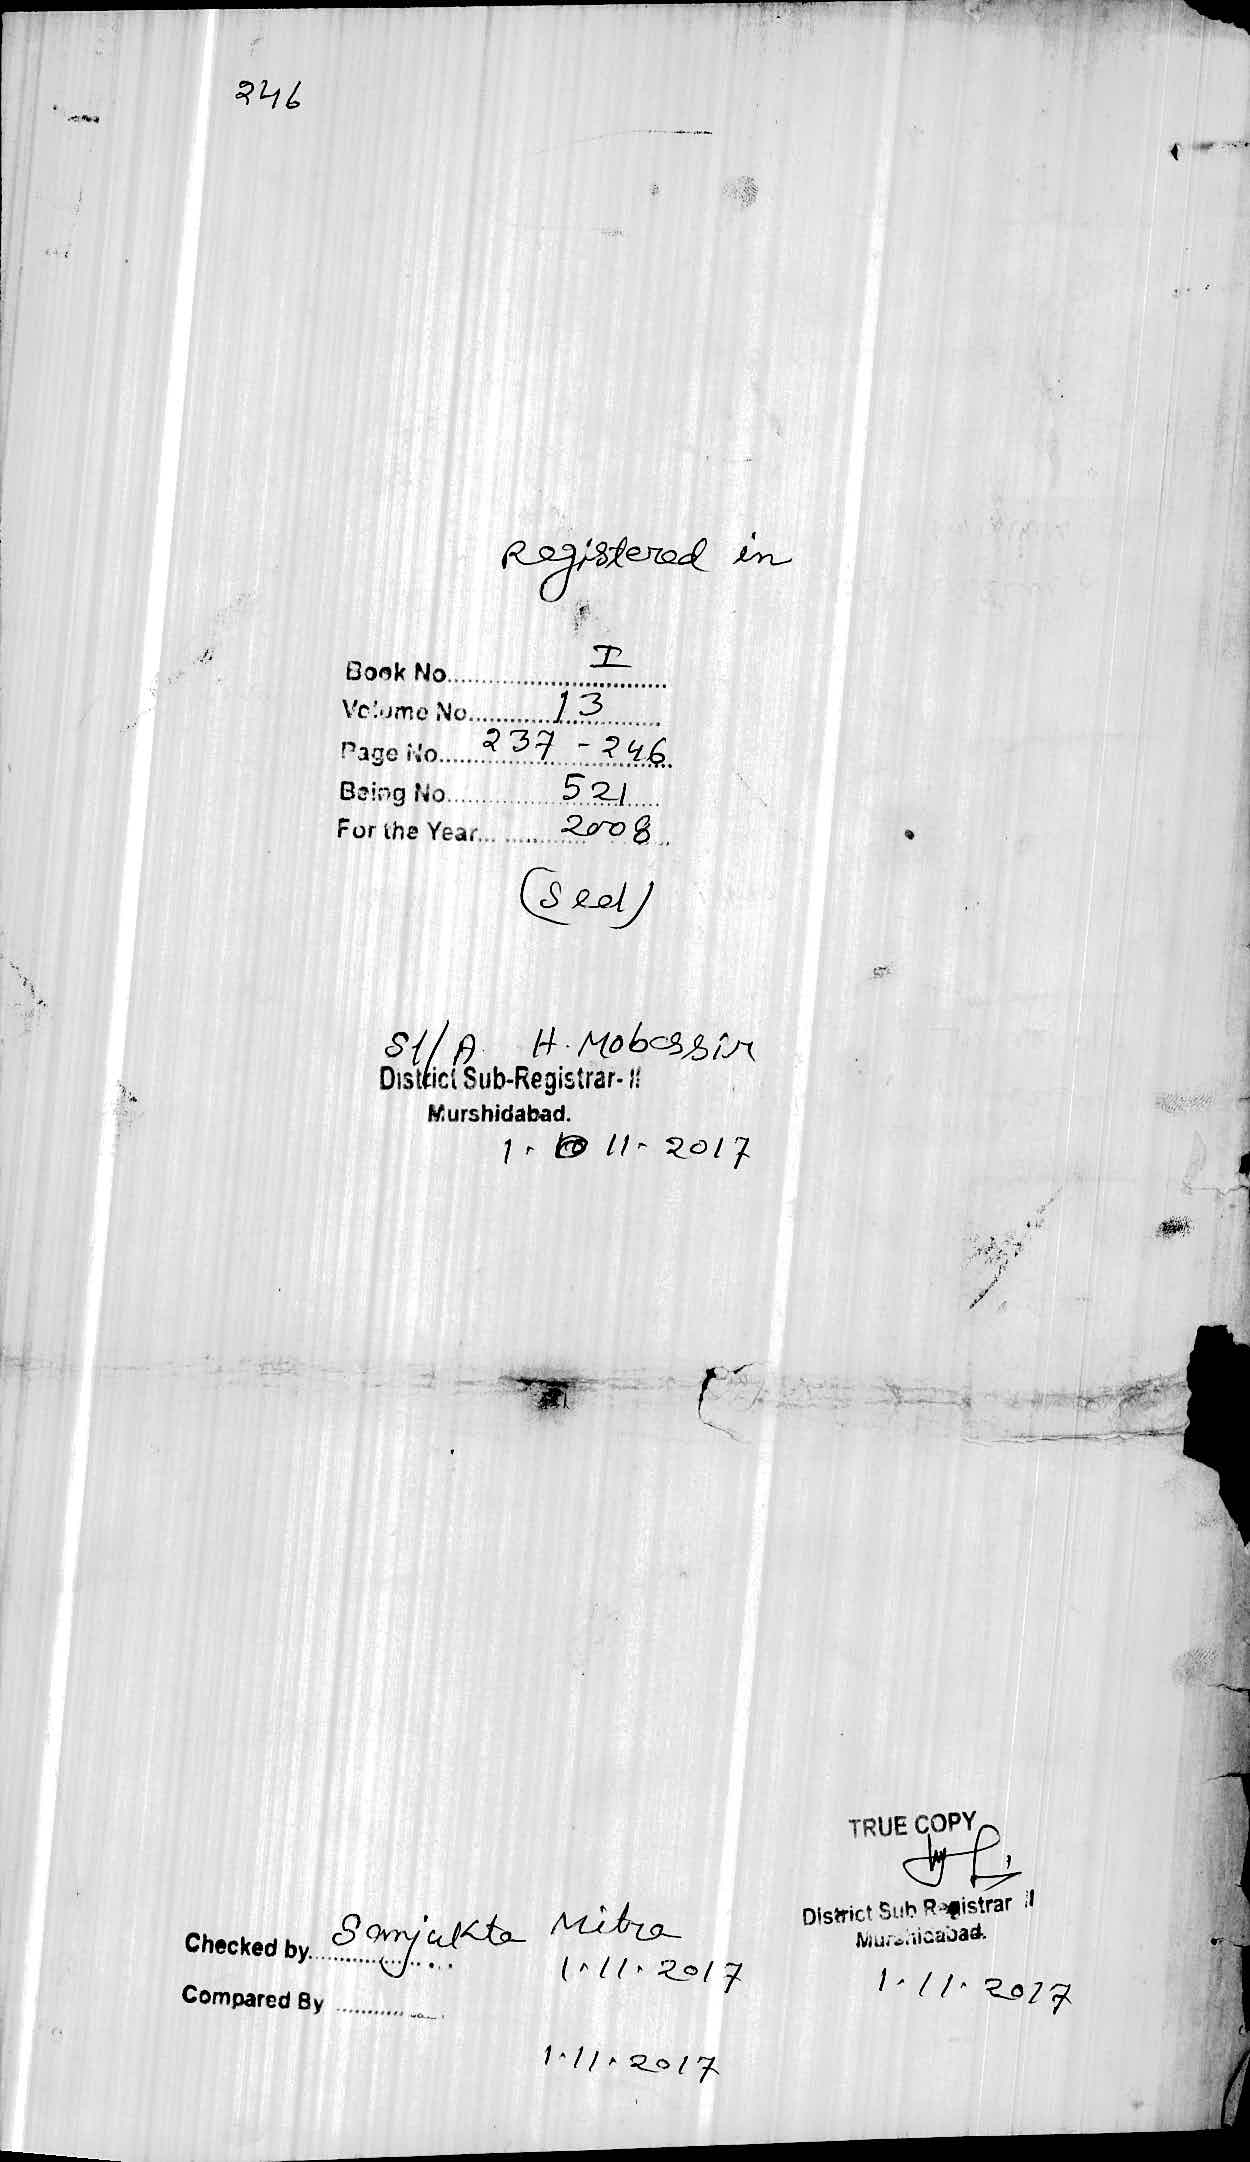 246
Registered in
Book No............I
Volume No............13
Page No............237 - 246
Being No............521
For the Year............2008
(Seal)
Sd/ A. H. Mobassir
District Sub-Registrar-II
Murshidabad.
1. 11. 2017
TRUE COPY
District Sub Registrar II
Murshidabad.
1.11.2017
Checked by............Sanjukta Mitra
1.11.2017
Compared By............
1.11.2017